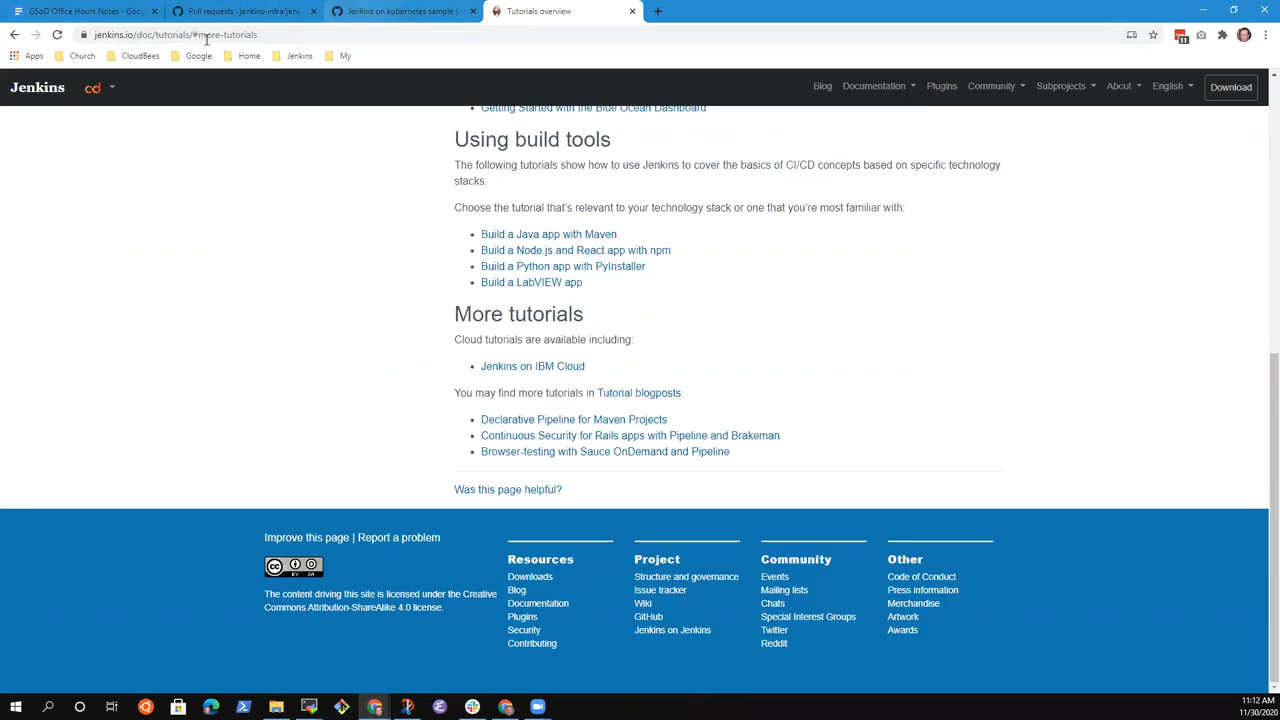 GSoD Office Hours Notes - Goog
Pull requests · jenkins-infra/jenk
Jenkins on kubernetes sample y
Tutorials overview
jenkins.io/doc/tutorials/#more-tutorials
11
Apps
Church
CloudBees
Google
Home
Jenkins
My
Jenkins
cd
Blog
Documentation
Plugins
Community
Subprojects
About
English
Download
Getting Started with the Blue Ocean Dashboard
Using build tools
The following tutorials show how to use Jenkins to cover the basics of CI/CD concepts based on specific technology
stacks.
Choose the tutorial that's relevant to your technology stack or one that you're most familiar with:
Build a Java app with Maven
Build a Node.js and React app with npm
Build a Python app with PyInstaller
Build a LabVIEW app
More tutorials
Cloud tutorials are available including:
Jenkins on IBM Cloud
You may find more tutorials in Tutorial blogposts.
Declarative Pipeline for Maven Projects
Continuous Security for Rails apps with Pipeline and Brakeman
Browser-testing with Sauce OnDemand and Pipeline
Was this page helpful?
Improve this page | Report a problem
CC BY SA
The content driving this site is licensed under the Creative
Commons Attribution-ShareAlike 4.0 license.
Resources
Downloads
Blog
Documentation
Plugins
Security
Contributing
Project
Structure and governance
Issue tracker
Wiki
GitHub
Jenkins on Jenkins
Community
Events
Mailing lists
Chats
Special Interest Groups
Twitter
Reddit
Other
Code of Conduct
Press information
Merchandise
Artwork
Awards
11:12 AM
11/30/2020